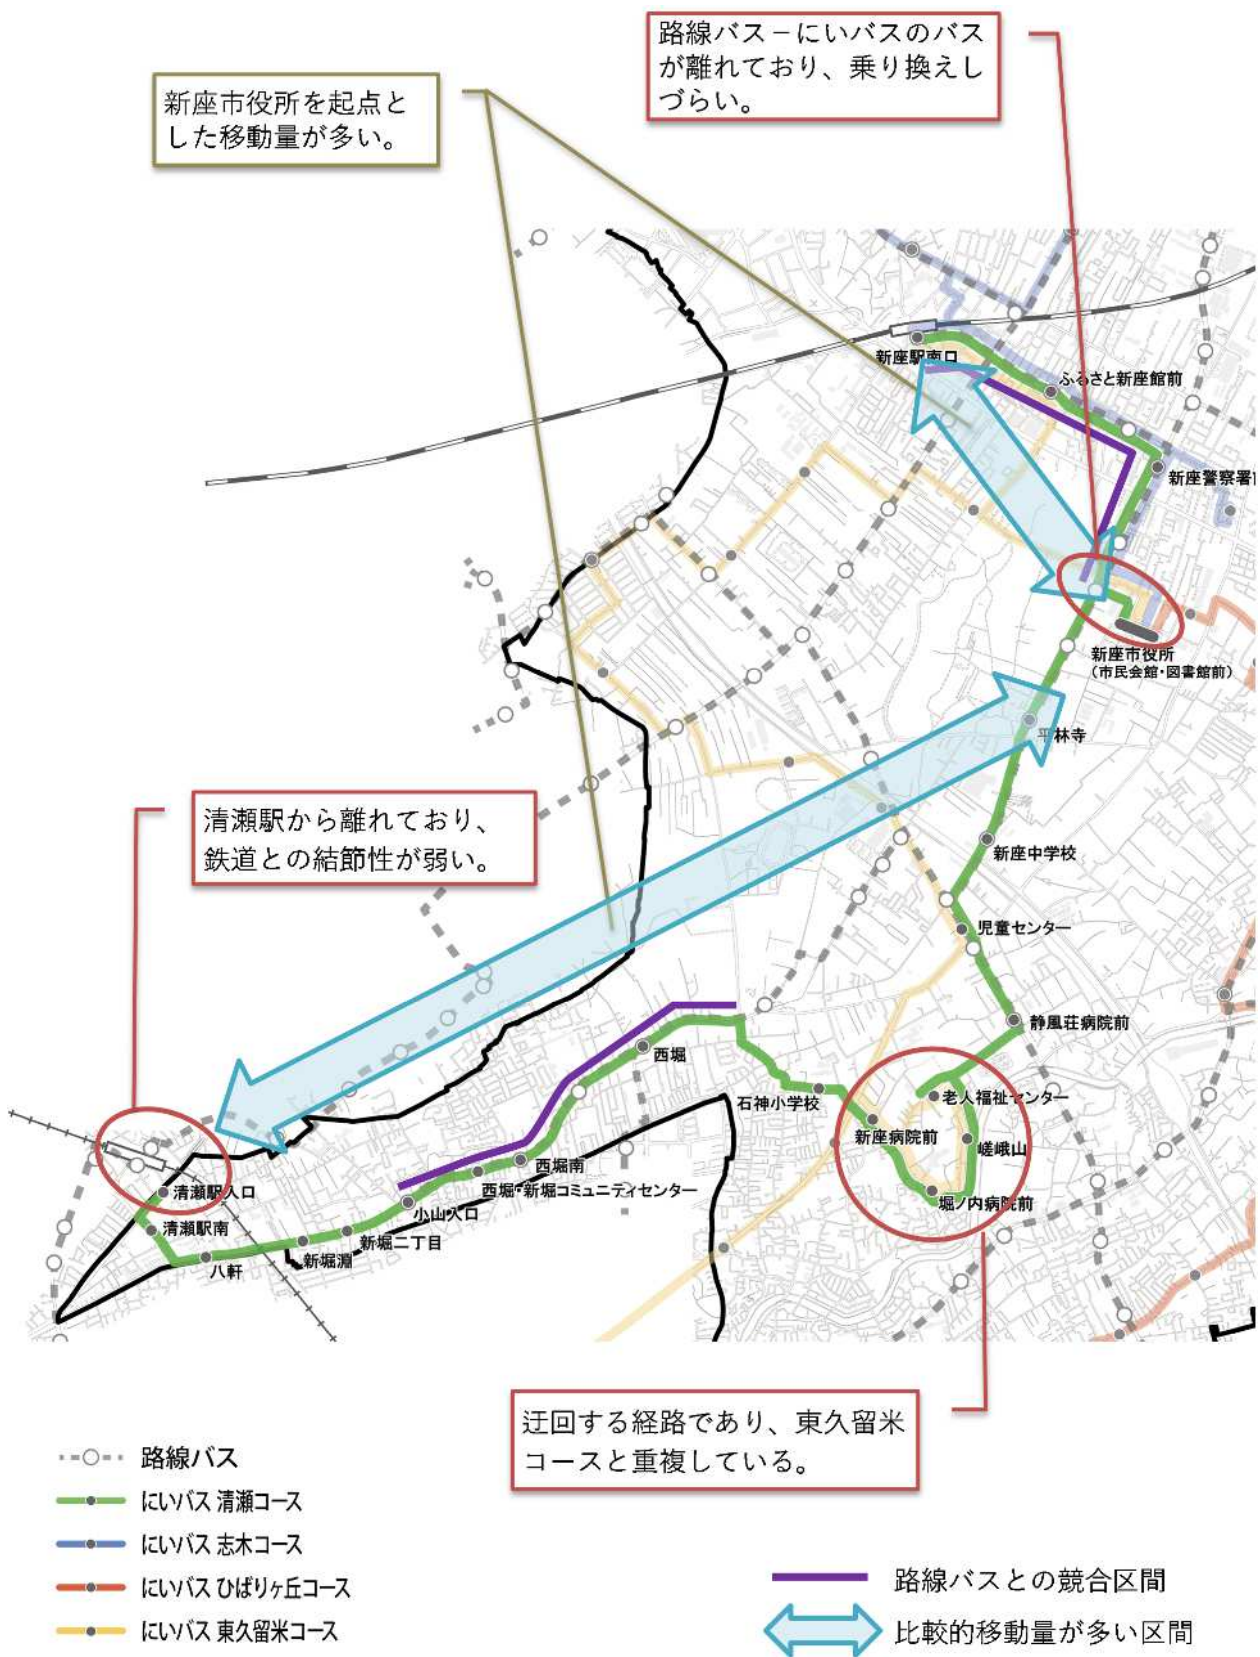 路線バス－にいバスのバス
が離れており、乗り換えし
づらい。
新座市役所を起点と
した移動量が多い。
新座駅南口
ふるさと新座館前
新座警察署
新座市役所
（市民会館・図書館前）
平林寺
清瀬駅から離れており、
鉄道との結節性が弱い。
新座中学校
児童センター
静風荘病院前
西堀
石神小学校
老人福祉センター
新座病院前
嵯峨山
西堀南
西堀・新堀コミュニティセンター
清瀬駅入口
堀ノ内病院前
小山入口
清瀬駅南
新堀二丁目
新堀淵
八軒
迂回する経路であり、東久留米
コースと重複している。
路線バス
にいバス 清瀬コース
にいバス 志木コース
にいバス ひばりヶ丘コース
にいバス 東久留米コース
路線バスとの競合区間
比較的移動量が多い区間